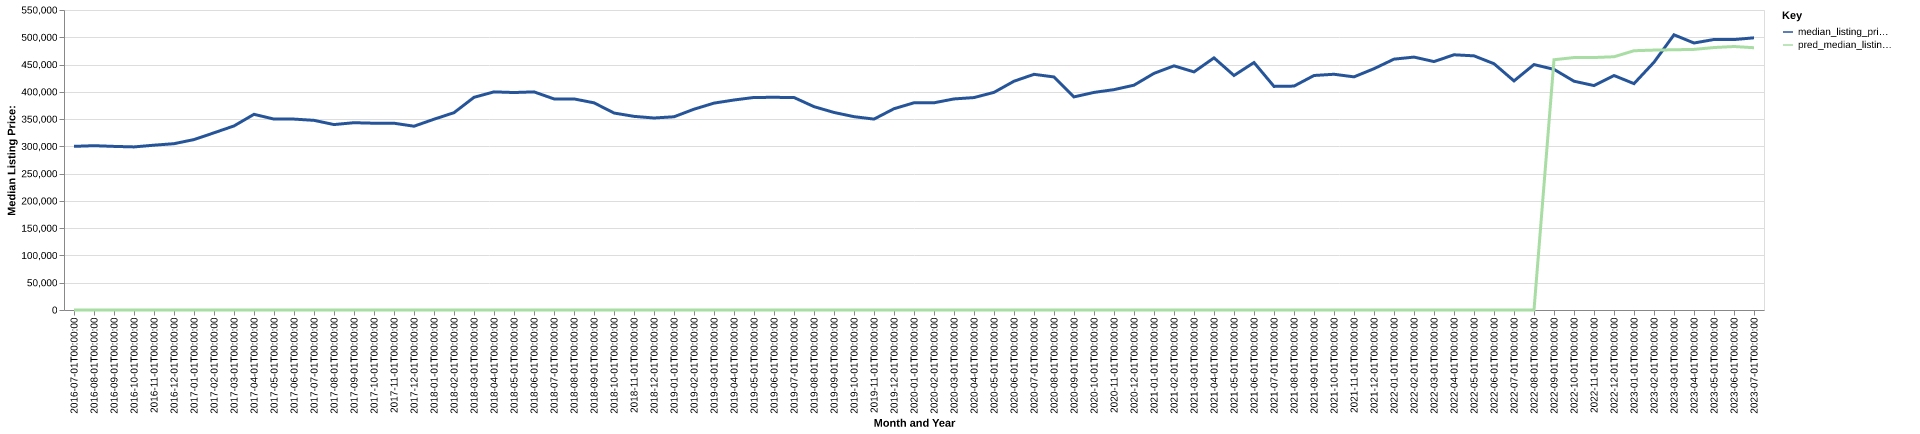 550,000
500,000
450,000
400,000
350,000
300,000
250,000
200,000
150,000
100,000
50,000
0
Median Listing Price:
2016-07-01T00:00:00
2016-08-01T00:00:00
2016-09-01T00:00:00
2016-10-01T00:00:00
2016-11-01T00:00:00
2016-12-01T00:00:00
2017-01-01T00:00:00
2017-02-01T00:00:00
2017-03-01T00:00:00
2017-04-01T00:00:00
2017-05-01T00:00:00
2017-06-01T00:00:00
2017-07-01T00:00:00
2017-08-01T00:00:00
2017-09-01T00:00:00
2017-10-01T00:00:00
2017-11-01T00:00:00
2017-12-01T00:00:00
2018-01-01T00:00:00
2018-02-01T00:00:00
2018-03-01T00:00:00
2018-04-01T00:00:00
2018-05-01T00:00:00
2018-06-01T00:00:00
2018-07-01T00:00:00
2018-08-01T00:00:00
2018-09-01T00:00:00
2018-10-01T00:00:00
2018-11-01T00:00:00
2018-12-01T00:00:00
2019-01-01T00:00:00
2019-02-01T00:00:00
2019-03-01T00:00:00
2019-04-01T00:00:00
2019-05-01T00:00:00
2019-06-01T00:00:00
2019-07-01T00:00:00
2019-08-01T00:00:00
2019-09-01T00:00:00
2019-10-01T00:00:00
2019-11-01T00:00:00
2019-12-01T00:00:00
2020-01-01T00:00:00
2020-02-01T00:00:00
2020-03-01T00:00:00
2020-04-01T00:00:00
2020-05-01T00:00:00
2020-06-01T00:00:00
2020-07-01T00:00:00
2020-08-01T00:00:00
2020-09-01T00:00:00
2020-10-01T00:00:00
2020-11-01T00:00:00
2020-12-01T00:00:00
2021-01-01T00:00:00
2021-02-01T00:00:00
2021-03-01T00:00:00
2021-04-01T00:00:00
2021-05-01T00:00:00
2021-06-01T00:00:00
2021-07-01T00:00:00
2021-08-01T00:00:00
2021-09-01T00:00:00
2021-10-01T00:00:00
2021-11-01T00:00:00
2021-12-01T00:00:00
2022-01-01T00:00:00
2022-02-01T00:00:00
2022-03-01T00:00:00
2022-04-01T00:00:00
2022-05-01T00:00:00
2022-06-01T00:00:00
2022-07-01T00:00:00
2022-08-01T00:00:00
2022-09-01T00:00:00
2022-10-01T00:00:00
2022-11-01T00:00:00
2022-12-01T00:00:00
2023-01-01T00:00:00
2023-02-01T00:00:00
2023-03-01T00:00:00
2023-04-01T00:00:00
2023-05-01T00:00:00
2023-06-01T00:00:00
2023-07-01T00:00:00
Month and Year
Key
median_listing_pri…
pred_median_listin…